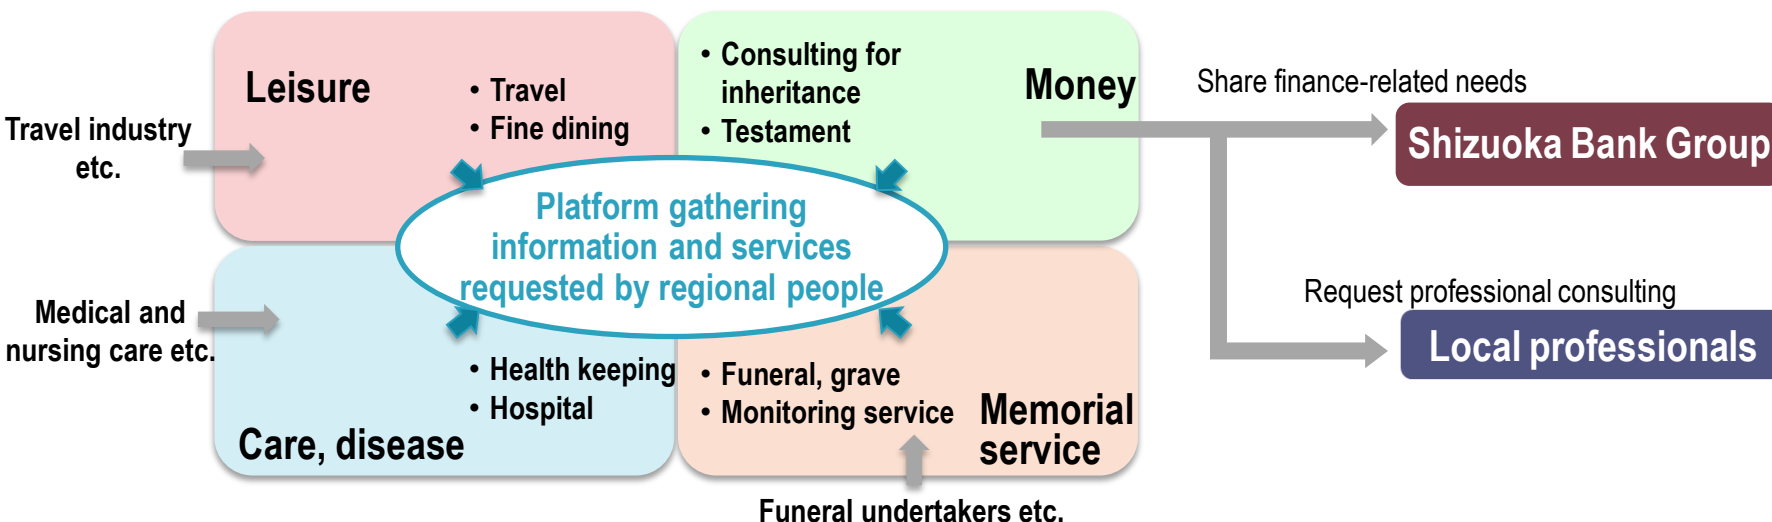 Leisure
• Travel
• Fine dining
Travel industry
etc.
• Consulting for
inheritance
• Testament
Money
Share finance-related needs
Shizuoka Bank Group
Platform gathering
information and services
requested by regional people
Request professional consulting
Local professionals
Medical and
nursing care etc.
• Health keeping
• Hospital
Care, disease
• Funeral, grave
• Monitoring service
Memorial
service
Funeral undertakers etc.